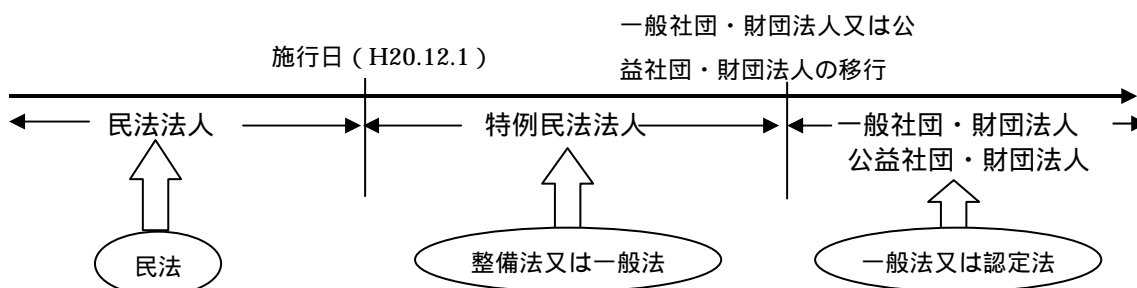 一般社団・財団法人又は公
益社団・財団法人の移行
施行日（H20.12.1）
民法法人
特例民法法人
一般社団・財団法人
公益社団・財団法人
民法
整備法又は一般法
一般法又は認定法